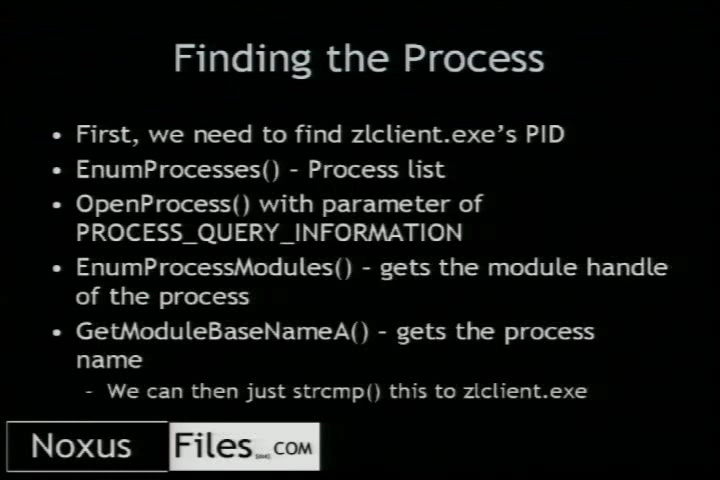 Finding the Process
• First, we need to find zlclient.exe's PID
• EnumProcesses() – Process list
• OpenProcess() with parameter of
PROCESS_QUERY_INFORMATION
• EnumProcessModules() – gets the module handle
of the process
• GetModuleBaseNameA() – gets the process
name
– We can then just strcmp() this to zlclient.exe
Noxus Files .COM